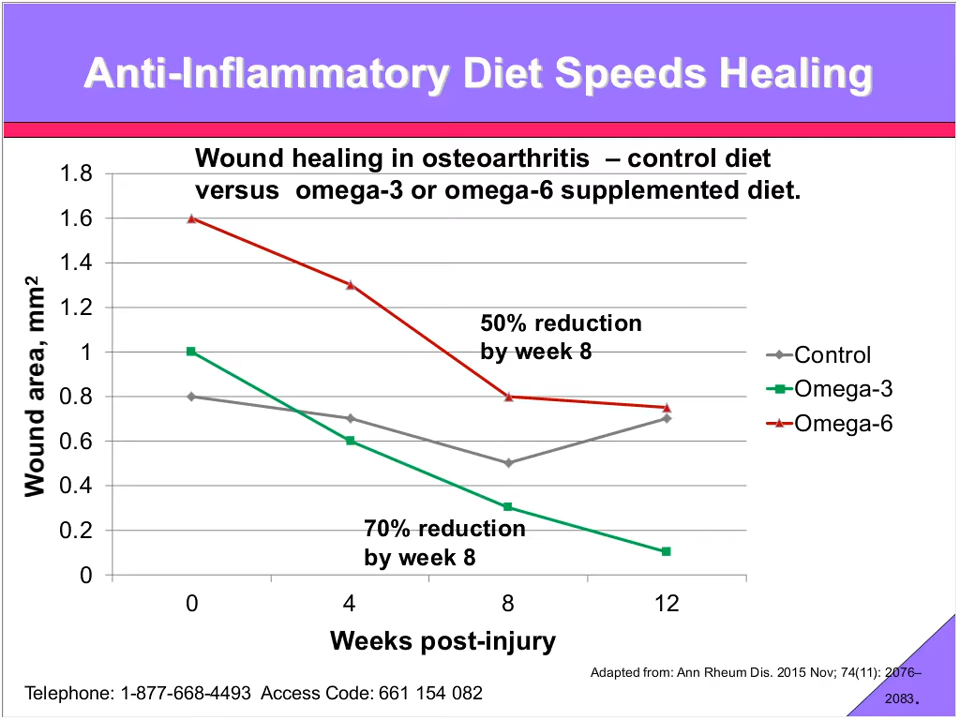 Anti-Inflammatory Diet Speeds Healing
Wound healing in osteoarthritis – control diet
versus omega-3 or omega-6 supplemented diet.
1.8
1.6
1.4
1.2
1
0.8
0.6
0.4
0.2
0
Wound area, mm²
50% reduction
by week 8
70% reduction
by week 8
Control
Omega-3
Omega-6
0 4 8 12
Weeks post-injury
Adapted from: Ann Rheum Dis. 2015 Nov; 74(11): 2076–
2083.
Telephone: 1-877-668-4493 Access Code: 661 154 082